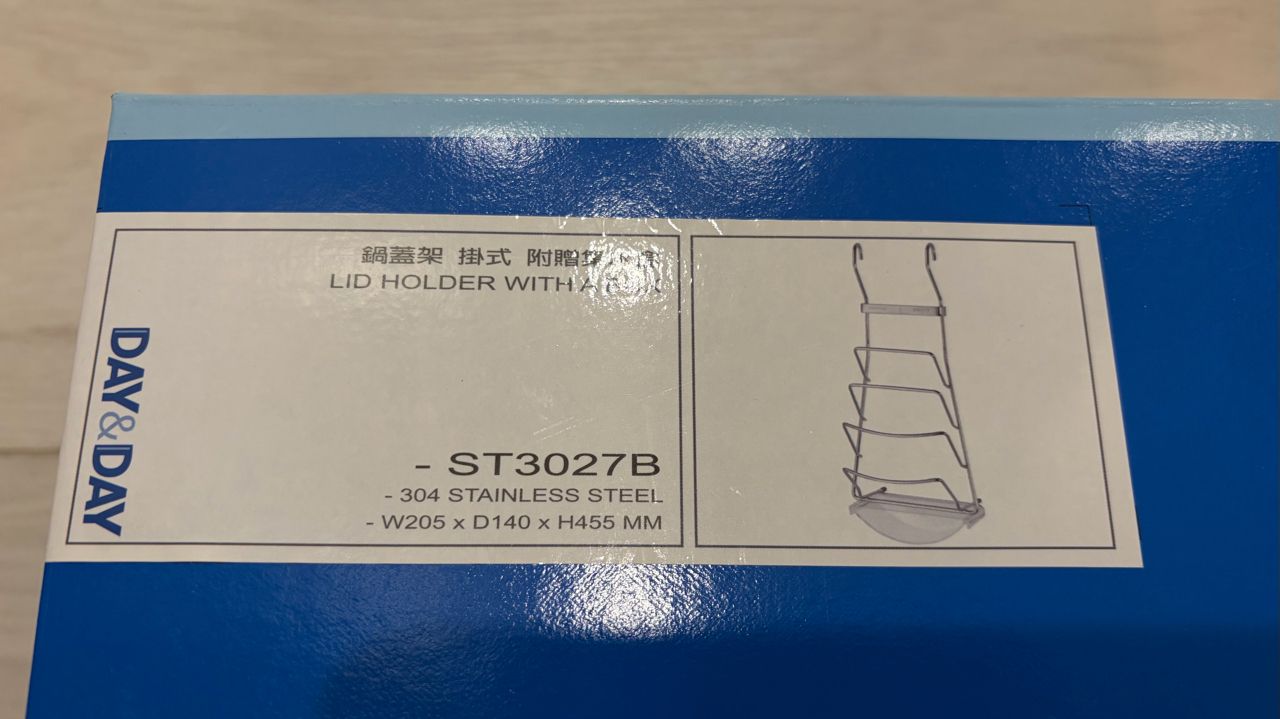 鍋蓋架 掛式 附贈集
LID HOLDER WITH A
DAY&DAY
- ST3027B
- 304 STAINLESS STEEL
- W205 x D140 x H455 MM